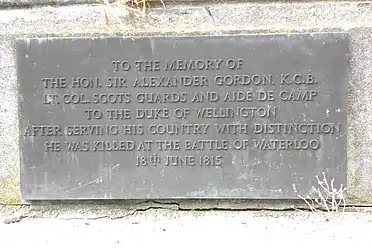 TO THE MEMORY OF
THE HON. SIR ALEXANDER GORDON. K.C.B.
LT. COL. SCOTS GUARDS AND AIDE DE CAMP
TO THE DUKE OF WELLINGTON
AFTER SERVING HIS COUNTRY WITH DISTINCTION
HE WAS KILLED AT THE BATTLE OF WATERLOO
18TH JUNE 1815